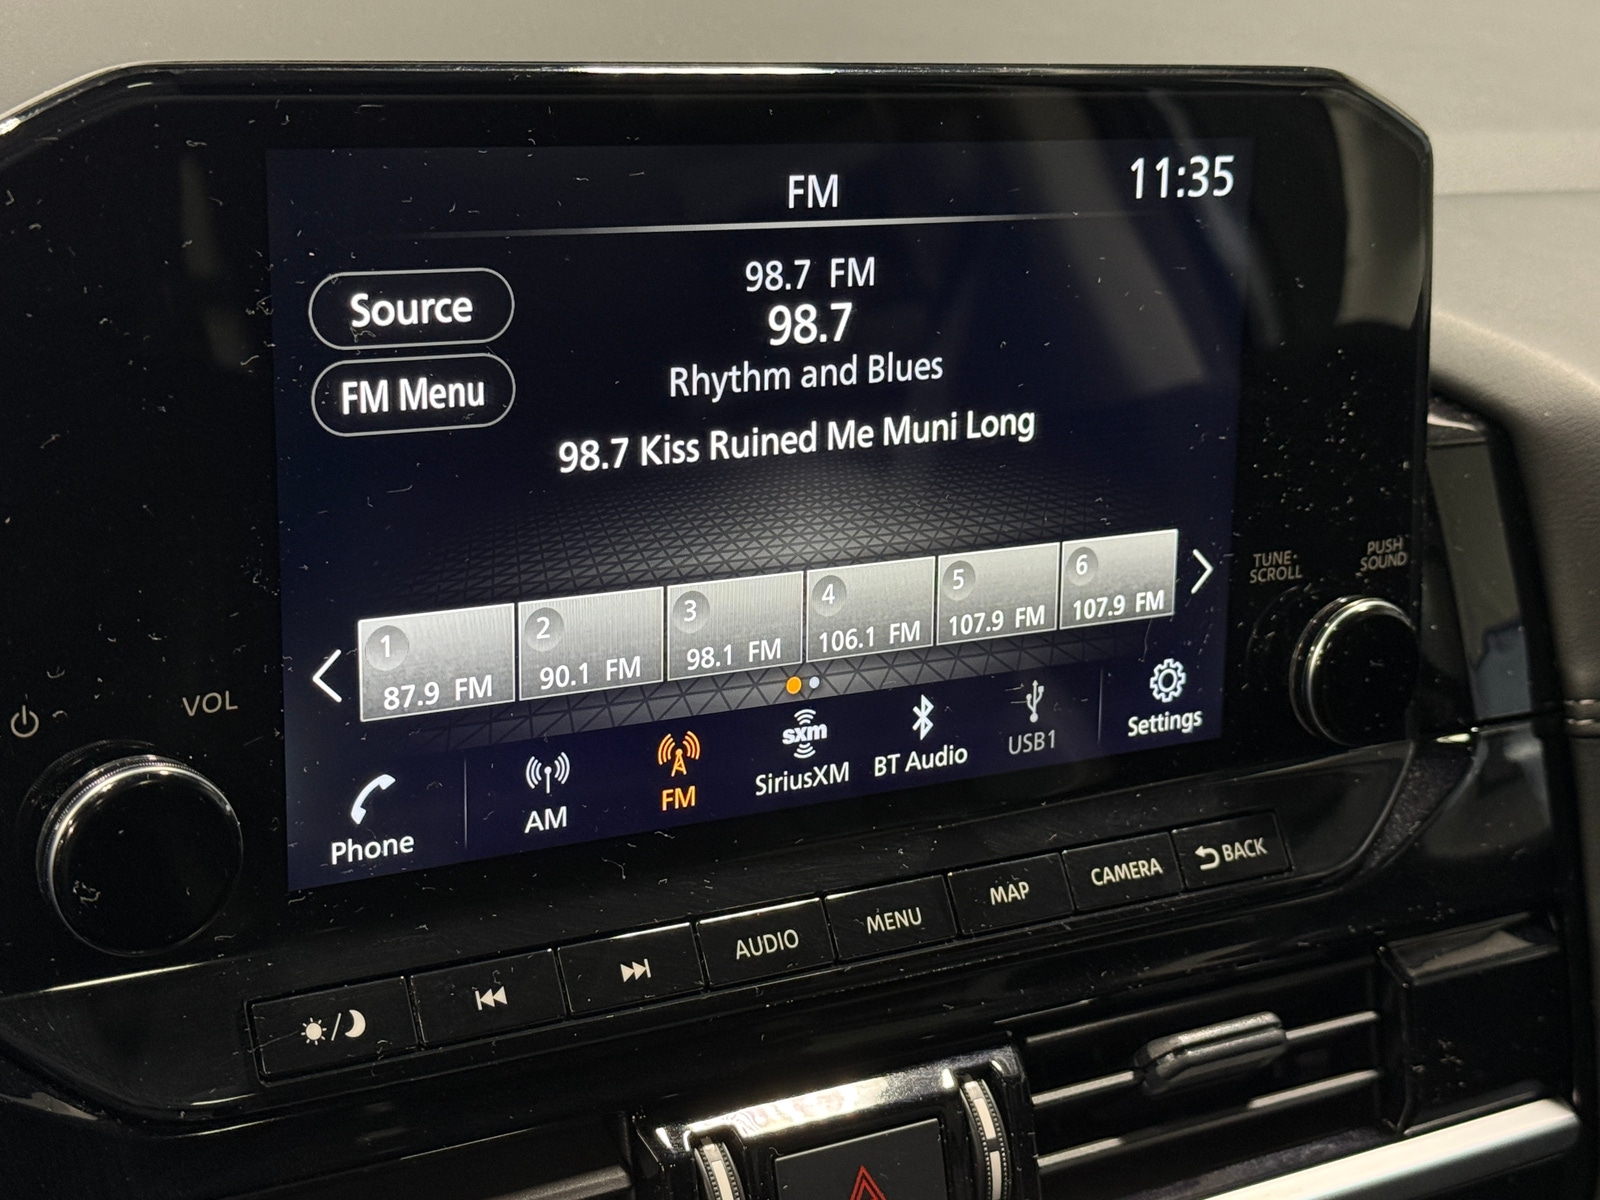 FM
11:35
Source
98.7 FM
98.7
FM Menu
Rhythm and Blues
98.7 Kiss Ruined Me Muni Long
1
87.9 FM
2
90.1 FM
3
98.1 FM
4
106.1 FM
5
107.9 FM
6
107.9 FM
TUNE·
SCROLL
PUSH
SOUND
VOL
Phone
AM
FM
sxm
SiriusXM
BT Audio
USB1
Settings
AUDIO
MENU
MAP
CAMERA
BACK